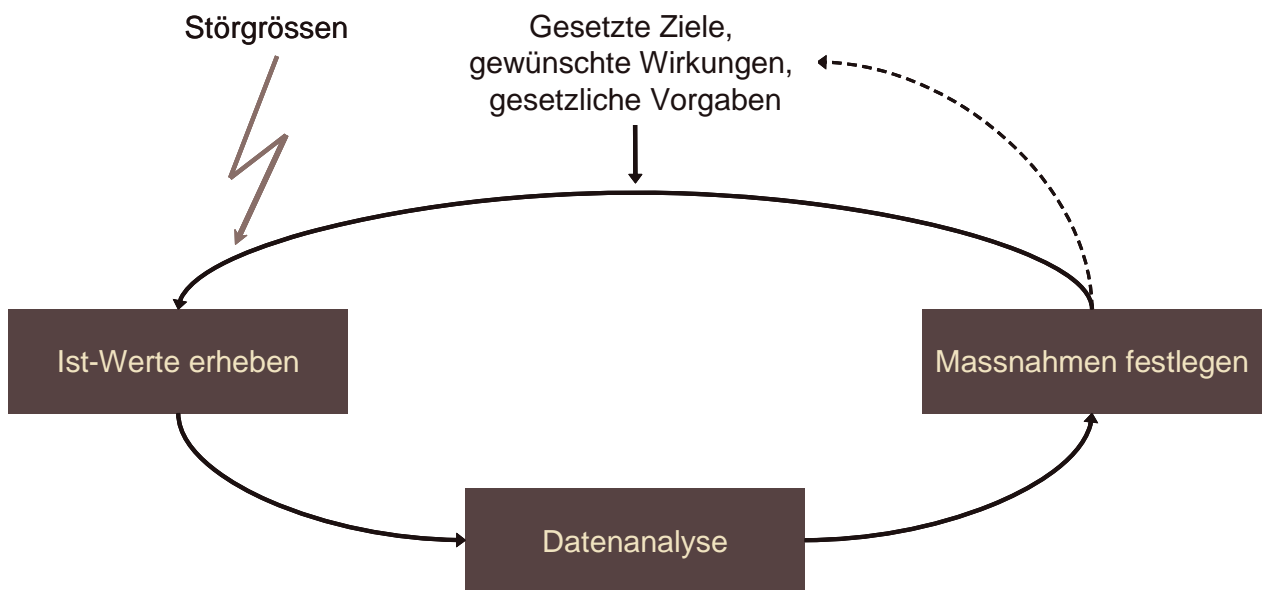 Störgrössen
Gesetzte Ziele,
gewünschte Wirkungen,
gesetzliche Vorgaben
Ist-Werte erheben
Massnahmen festlegen
Datenanalyse